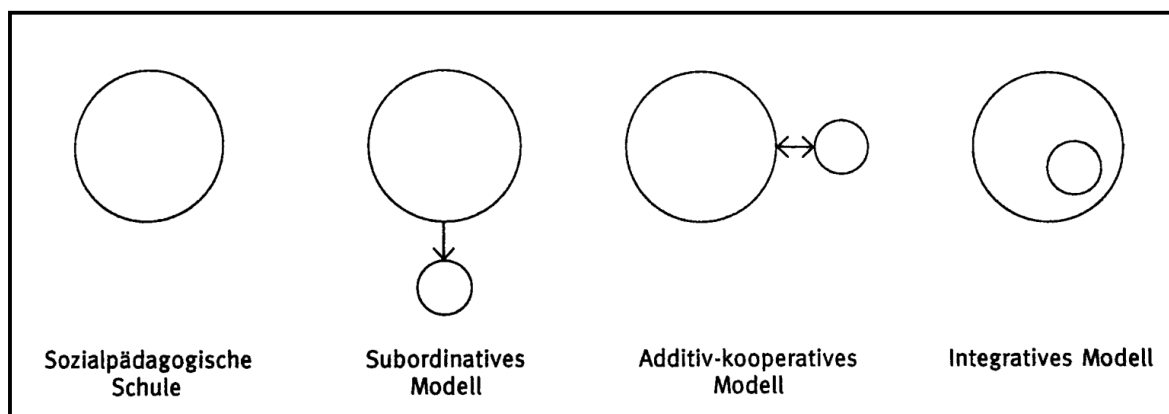 Sozialpädagogische
Schule
Subordinatives
Modell
Additiv-kooperatives
Modell
Integratives Modell